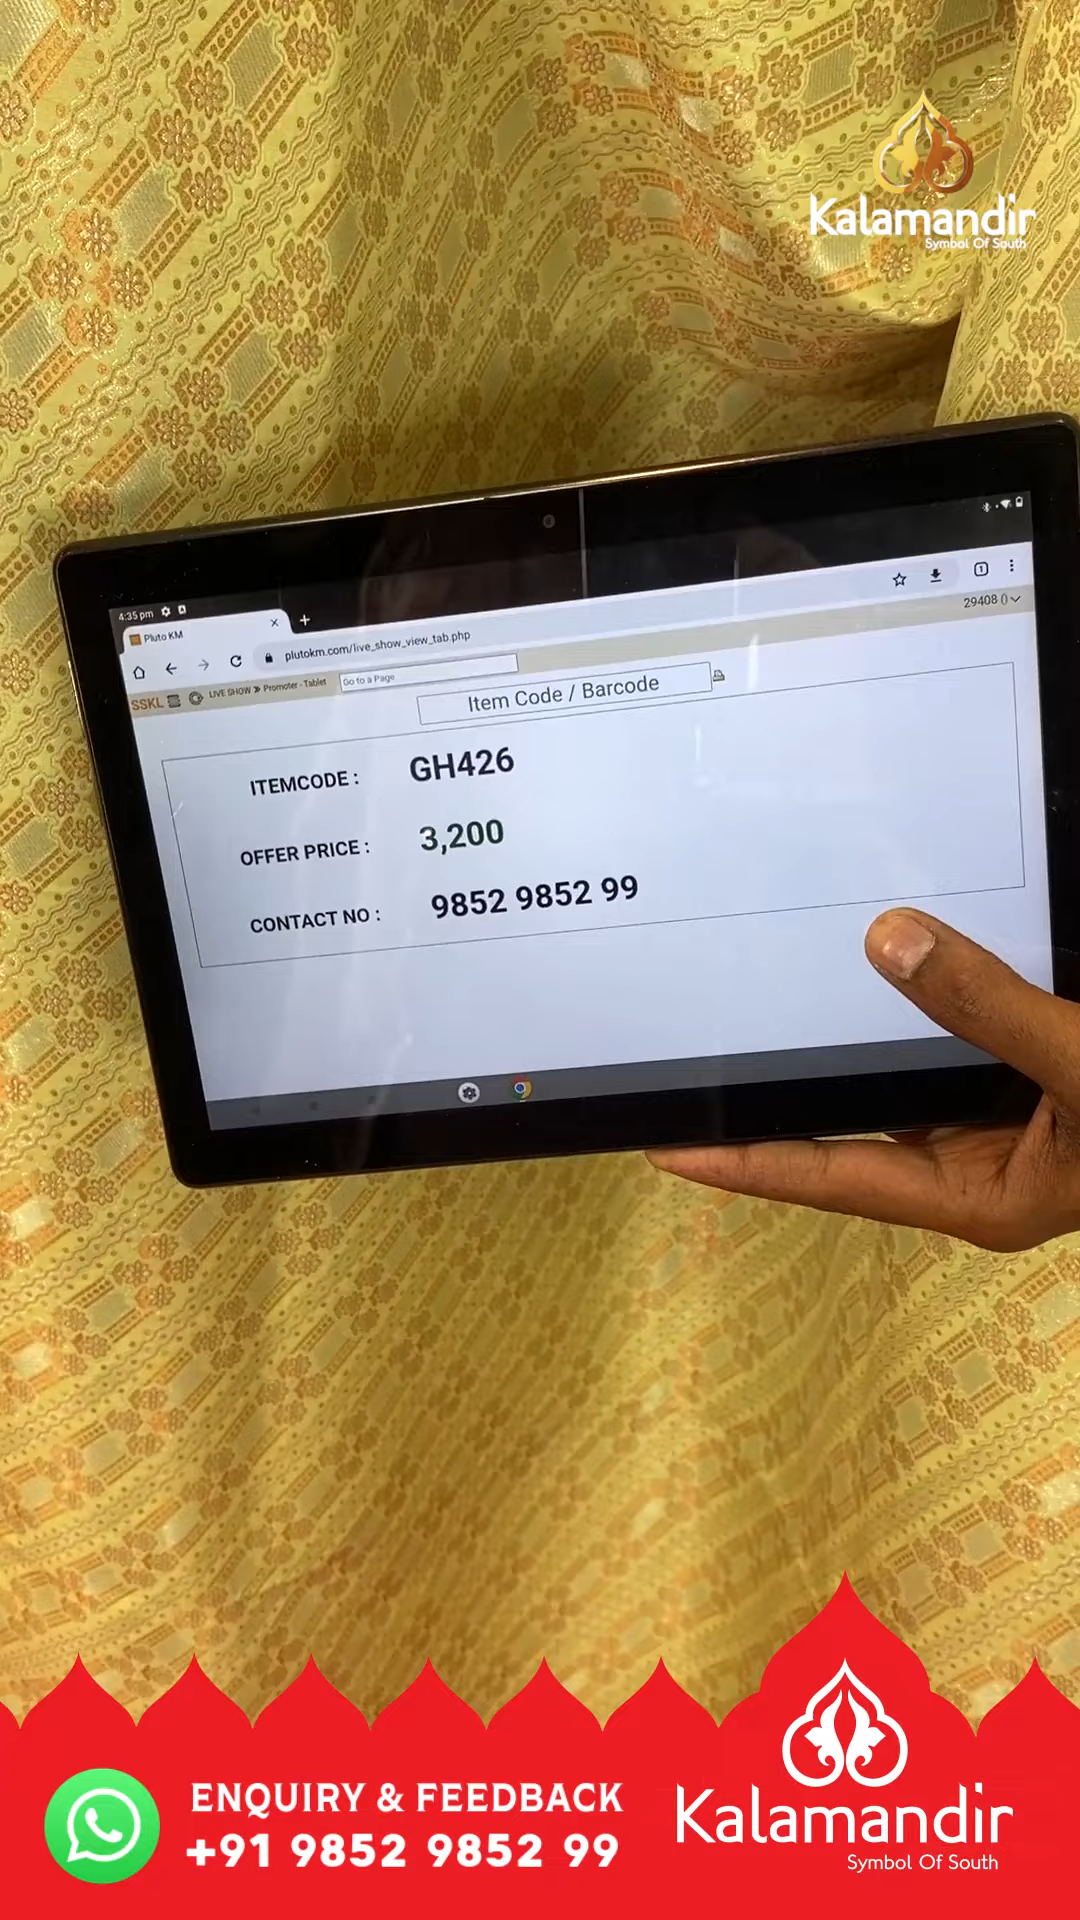 Kalamandir
Symbol Of South
4:35 pm
Pluto KM
plutokm.com/live_show_view_tab.php
29408 ()
SSKL
LIVE SHOW » Promoter - Tablet
Go to a Page
Item Code / Barcode
ITEMCODE : GH426
OFFER PRICE : 3,200
CONTACT NO : 9852 9852 99
ENQUIRY & FEEDBACK
+91 9852 9852 99
Kalamandir
Symbol Of South